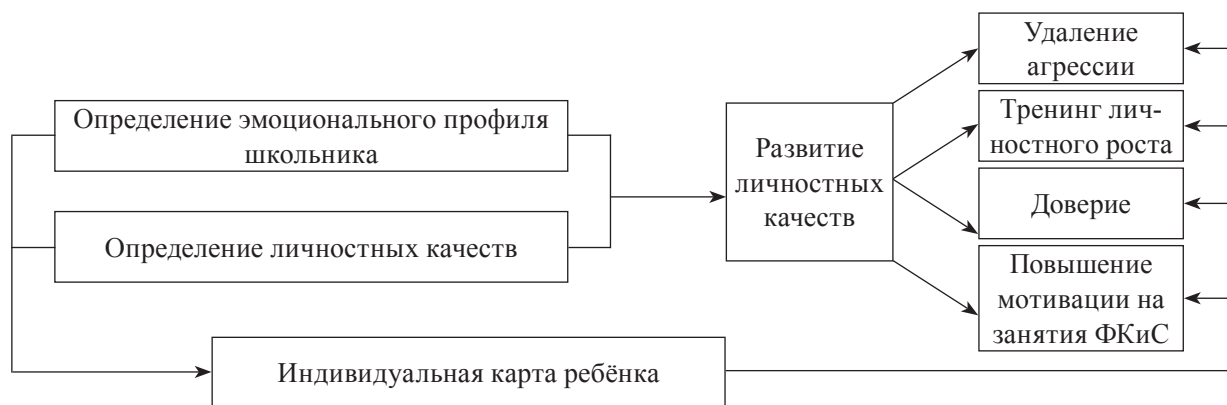 Определение эмоционального профиля
школьника
Определение личностных качеств
Индивидуальная карта ребёнка
Развитие
личностных
качеств
Удаление
агрессии
Тренинг лич-
ностного роста
Доверие
Повышение
мотивации на
занятия ФКиС